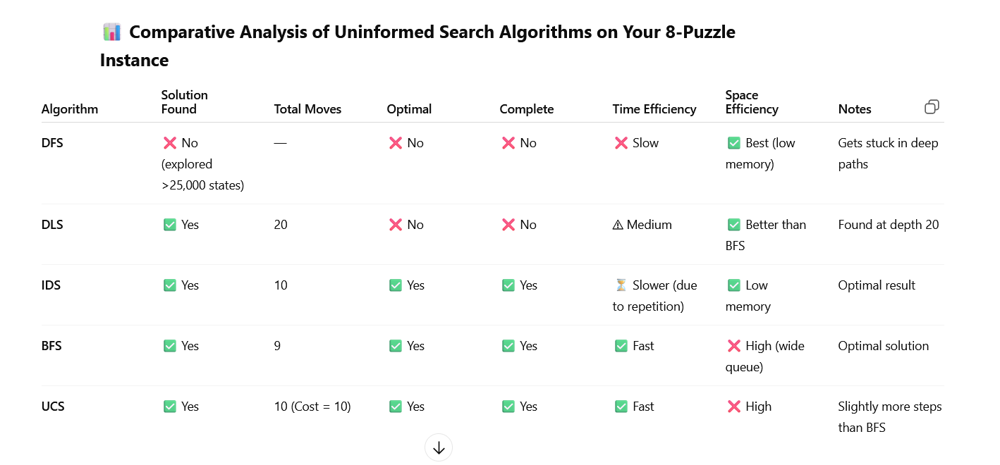 📊 Comparative Analysis of Uninformed Search Algorithms on Your 8-Puzzle
Instance
Algorithm Solution Found Total Moves Optimal Complete Time Efficiency Space Efficiency Notes
DFS ❌ No (explored >25,000 states) — ❌ No ❌ No ❌ Slow ✅ Best (low memory) Gets stuck in deep paths
DLS ✅ Yes 20 ❌ No ❌ No ⚠ Medium ✅ Better than BFS Found at depth 20
IDS ✅ Yes 10 ✅ Yes ✅ Yes ⏳ Slower (due to repetition) ✅ Low memory Optimal result
BFS ✅ Yes 9 ✅ Yes ✅ Yes ✅ Fast ❌ High (wide queue) Optimal solution
UCS ✅ Yes 10 (Cost = 10) ✅ Yes ✅ Yes ✅ Fast ❌ High Slightly more steps than BFS